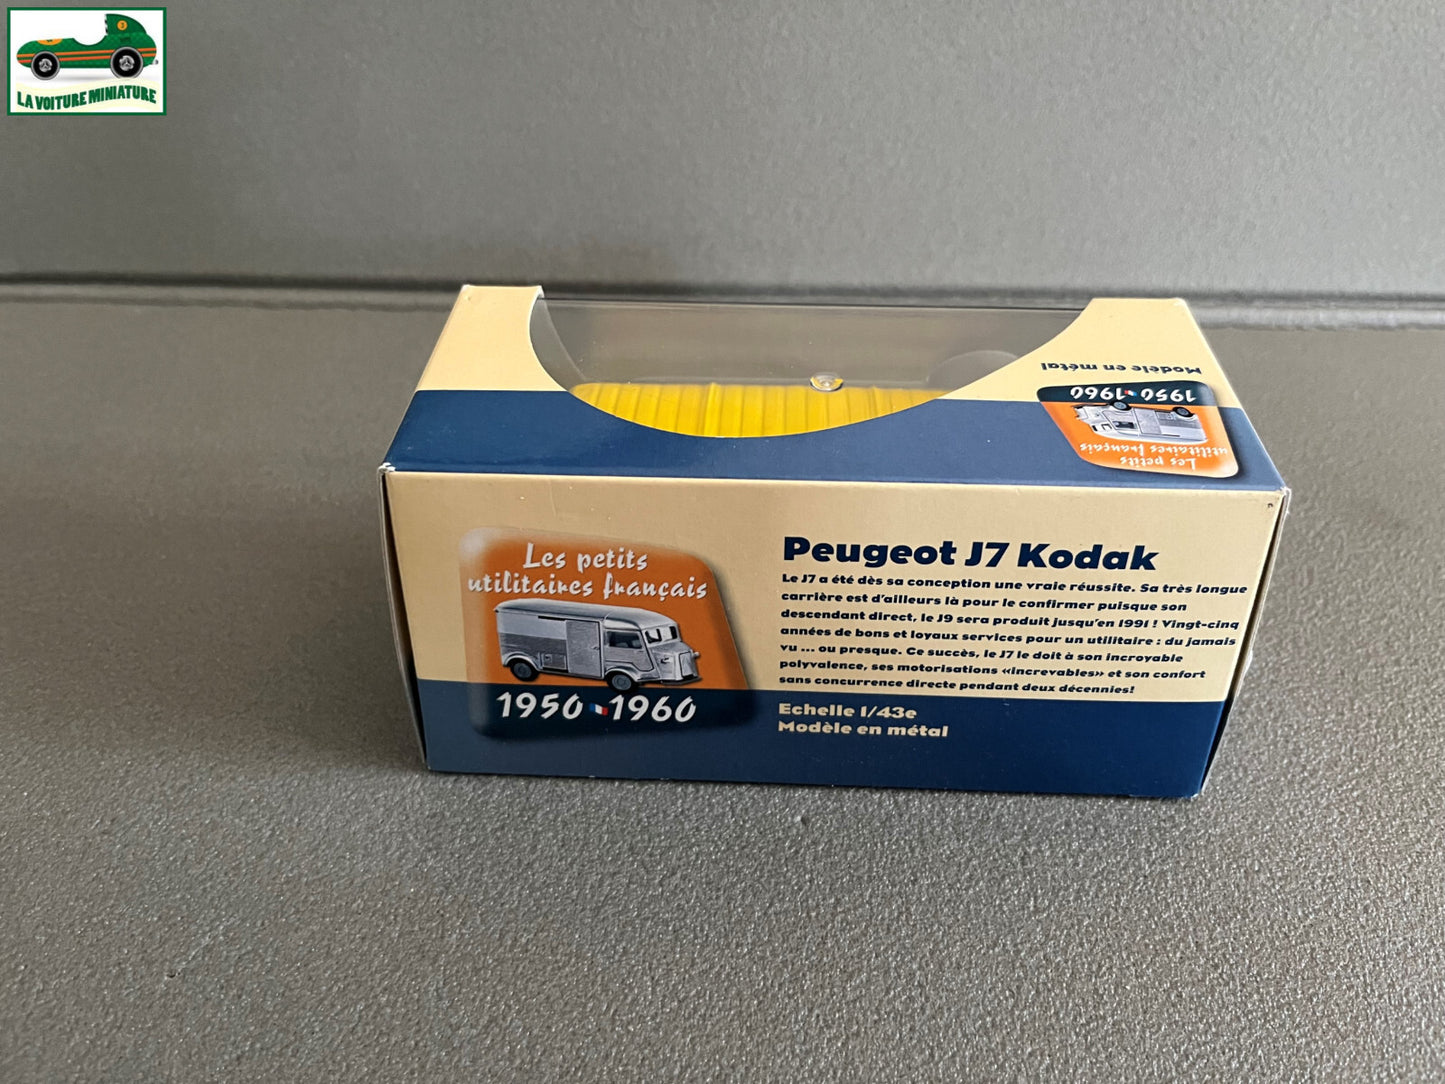 3
LA VOITURE MINIATURE
Modèle en métal
1950 1960
Les petits
utilitaires français
Les petits
utilitaires français
1950 1960
Peugeot J7 Kodak
Le J7 a été dès sa conception une vraie réussite. Sa très longue
carrière est d'ailleurs là pour le confirmer puisque son
descendant direct, le J9 sera produit jusqu'en 1991 ! Vingt-cinq
années de bons et loyaux services pour un utilitaire : du jamais
vu ... ou presque. Ce succès, le J7 le doit à son incroyable
polyvalence, ses motorisations «increvables» et son confort
sans concurrence directe pendant deux décennies!
Echelle 1/43e
Modèle en métal